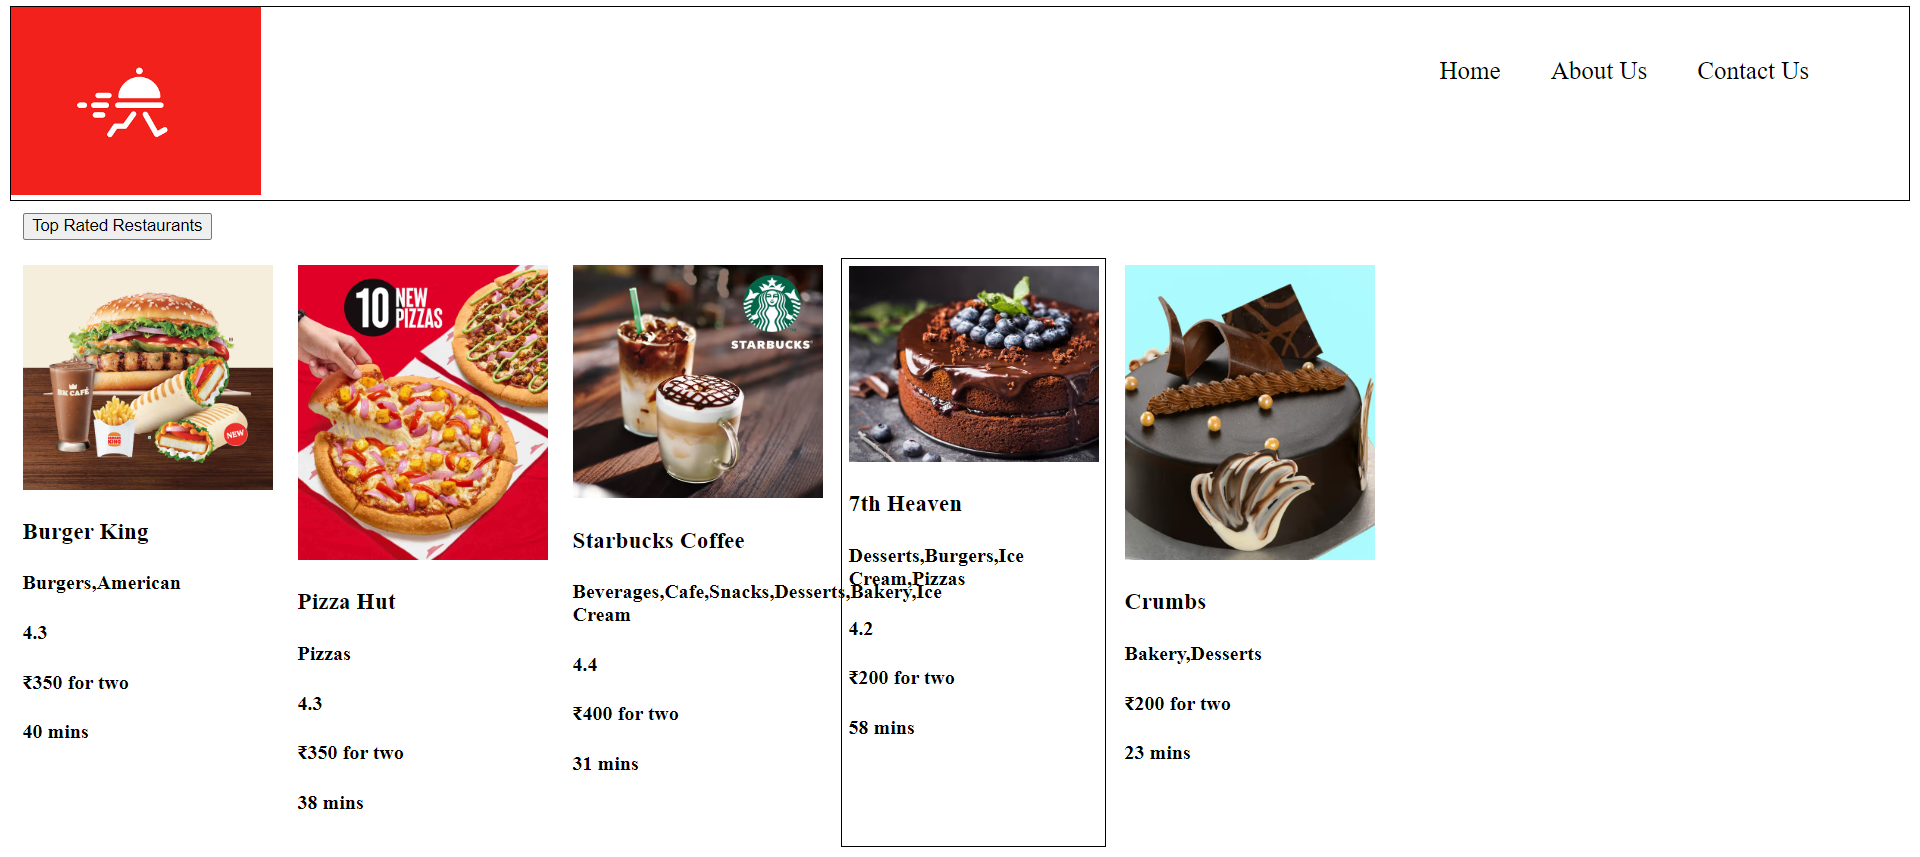 Home About Us Contact Us
Top Rated Restaurants
BK CAFÉ
BURGER KING
NEW
Burger King
Burgers,American
4.3
₹350 for two
40 mins
10 NEW
PIZZAS
Pizza Hut
Pizzas
4.3
₹350 for two
38 mins
STARBUCKS
Starbucks Coffee
Beverages,Cafe,Snacks,Desserts,Bakery,Ice
Cream
4.4
₹400 for two
31 mins
7th Heaven
Desserts,Burgers,Ice
Cream,Pizzas
4.2
₹200 for two
58 mins
Crumbs
Bakery,Desserts
₹200 for two
23 mins